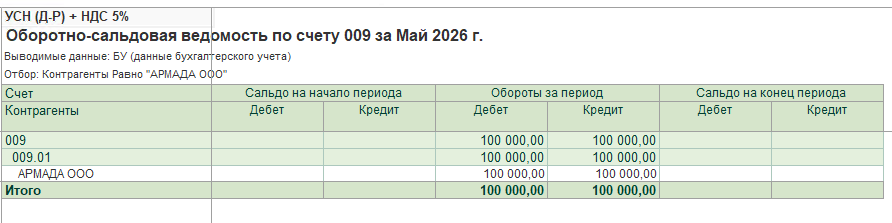 УСН (Д-Р) + НДС 5%
Оборотно-сальдовая ведомость по счету 009 за Май 2026 г.
Выводимые данные: БУ (данные бухгалтерского учета)
Отбор: Контрагенты Равно "АРМАДА ООО"
Счет Сальдо на начало периода Обороты за период Сальдо на конец периода
Контрагенты Дебет Кредит Дебет Кредит Дебет Кредит
009 100 000,00 100 000,00
009.01 100 000,00 100 000,00
АРМАДА ООО 100 000,00 100 000,00
Итого 100 000,00 100 000,00